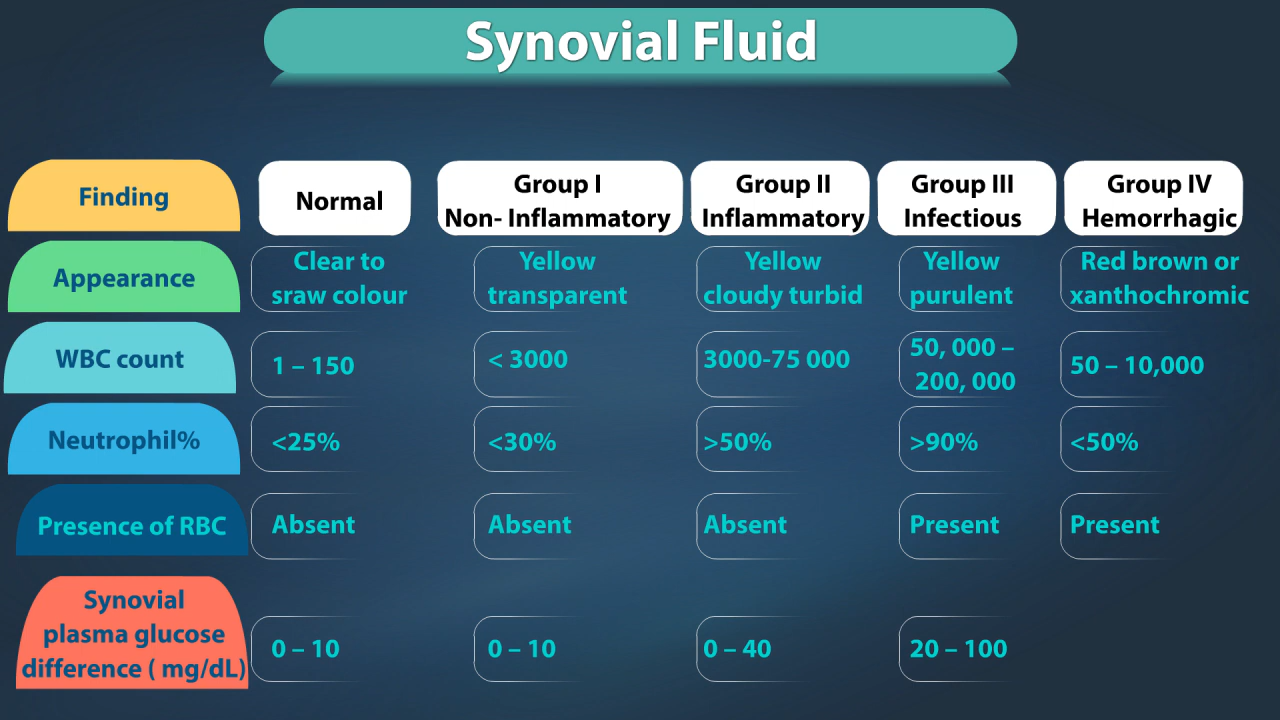 Synovial Fluid
Finding
Normal
Group I
Non- Inflammatory
Group II
Inflammatory
Group III
Infectious
Group IV
Hemorrhagic
Appearance
Clear to
sraw colour
Yellow
transparent
Yellow
cloudy turbid
Yellow
purulent
Red brown or
xanthochromic
WBC count
1 – 150
< 3000
3000-75 000
50, 000 –
200, 000
50 – 10,000
Neutrophil%
<25%
<30%
>50%
>90%
<50%
Presence of RBC
Absent
Absent
Absent
Present
Present
Synovial
plasma glucose
difference ( mg/dL)
0 – 10
0 – 10
0 – 40
20 – 100